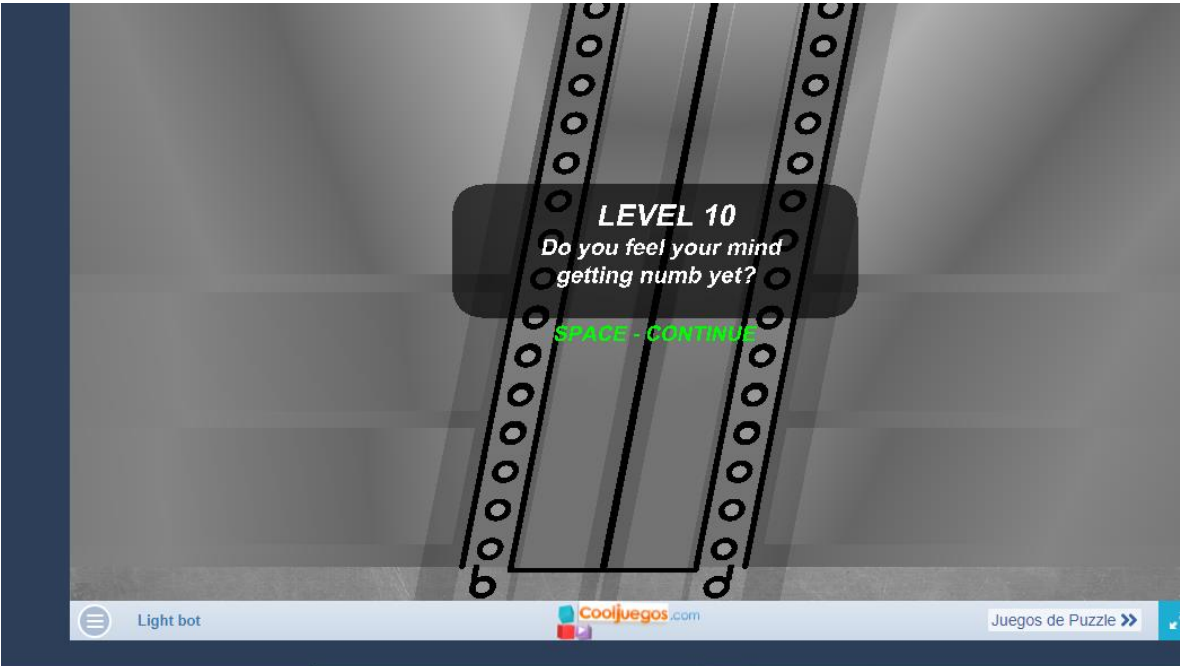 LEVEL 10
Do you feel your mind
getting numb yet?
SPACE - CONTINUE
b d
Light bot
Cooljuegos.com
Juegos de Puzzle »